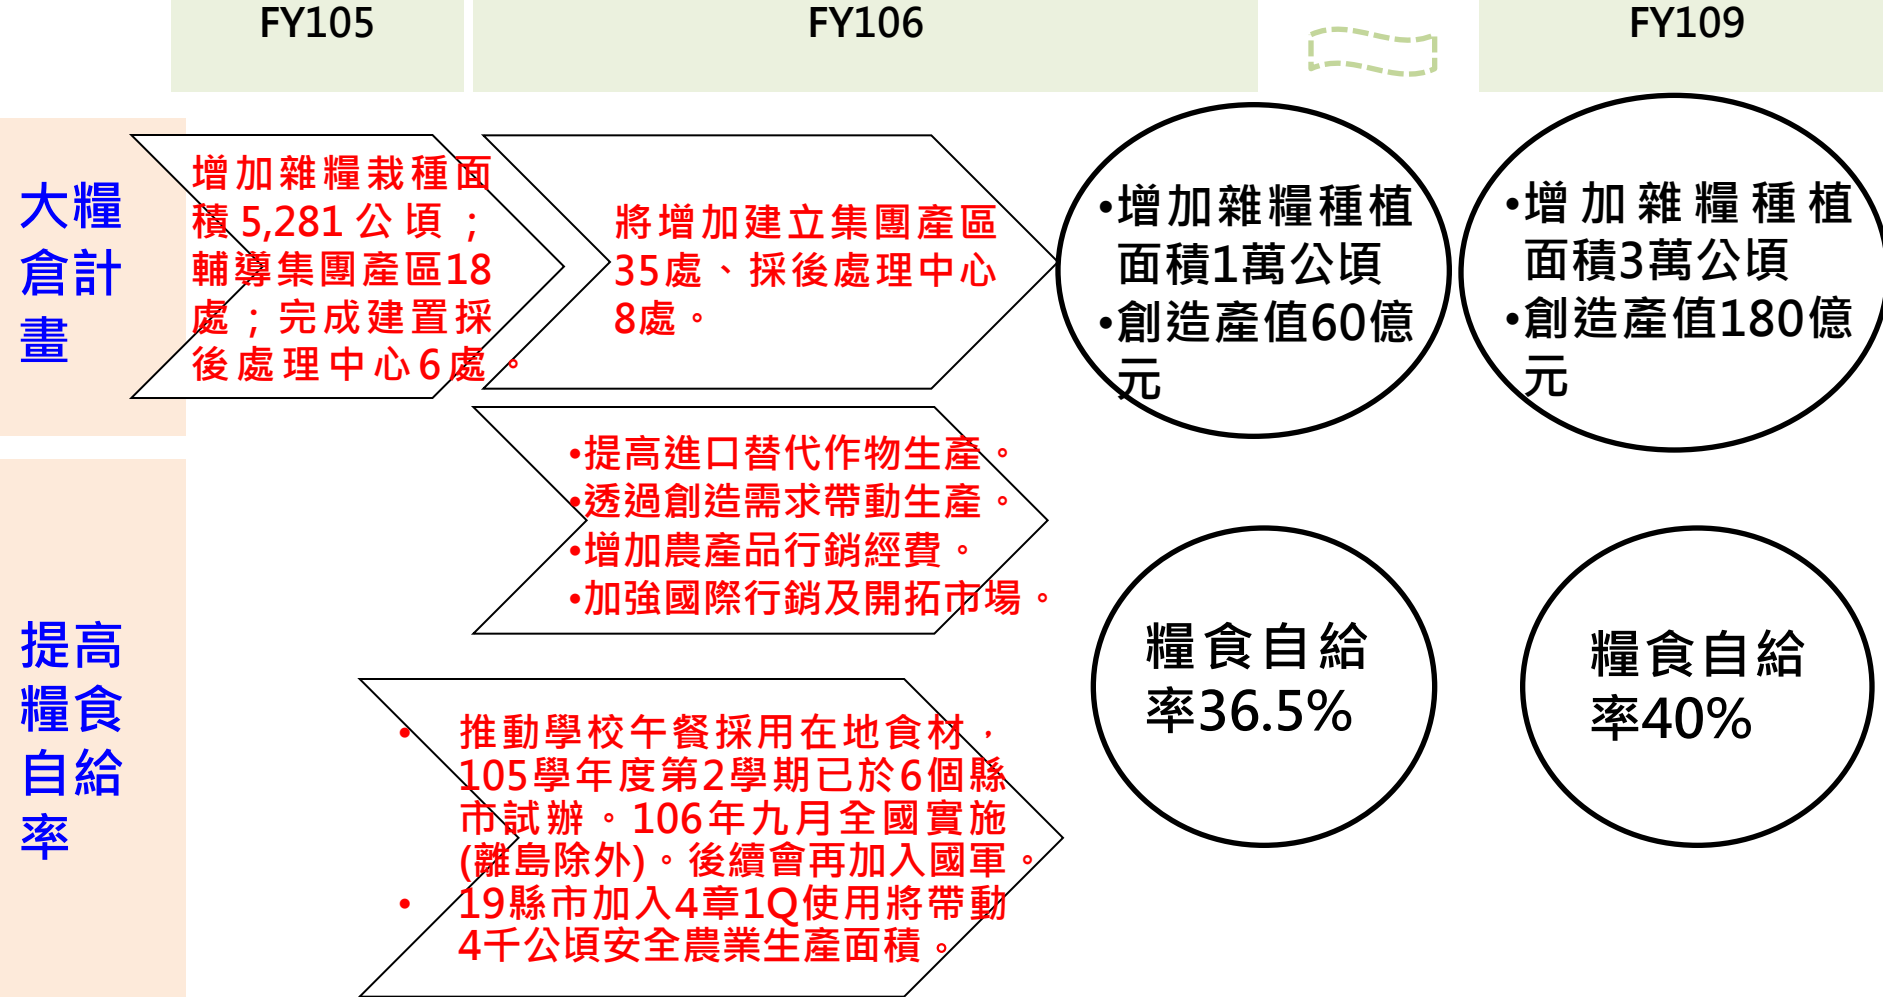 FY105
FY106
FY109
大糧
倉計
畫
增加雜糧栽種面
積5,281公頃；
輔導集團產區18
處；完成建置採
後處理中心6處。
將增加建立集團產區
35處、採後處理中心
8處。
•增加雜糧種植
面積1萬公頃
•創造產值60億
元
•增加雜糧種植
面積3萬公頃
•創造產值180億
元
提高
糧食
自給
率
•提高進口替代作物生產。
•透過創造需求帶動生產。
•增加農產品行銷經費。
•加強國際行銷及開拓市場。
• 推動學校午餐採用在地食材，
105學年度第2學期已於6個縣
市試辦。106年九月全國實施
(離島除外)。後續會再加入國軍。
• 19縣市加入4章1Q使用將帶動
4千公頃安全農業生產面積。
糧食自給
率36.5%
糧食自給
率40%